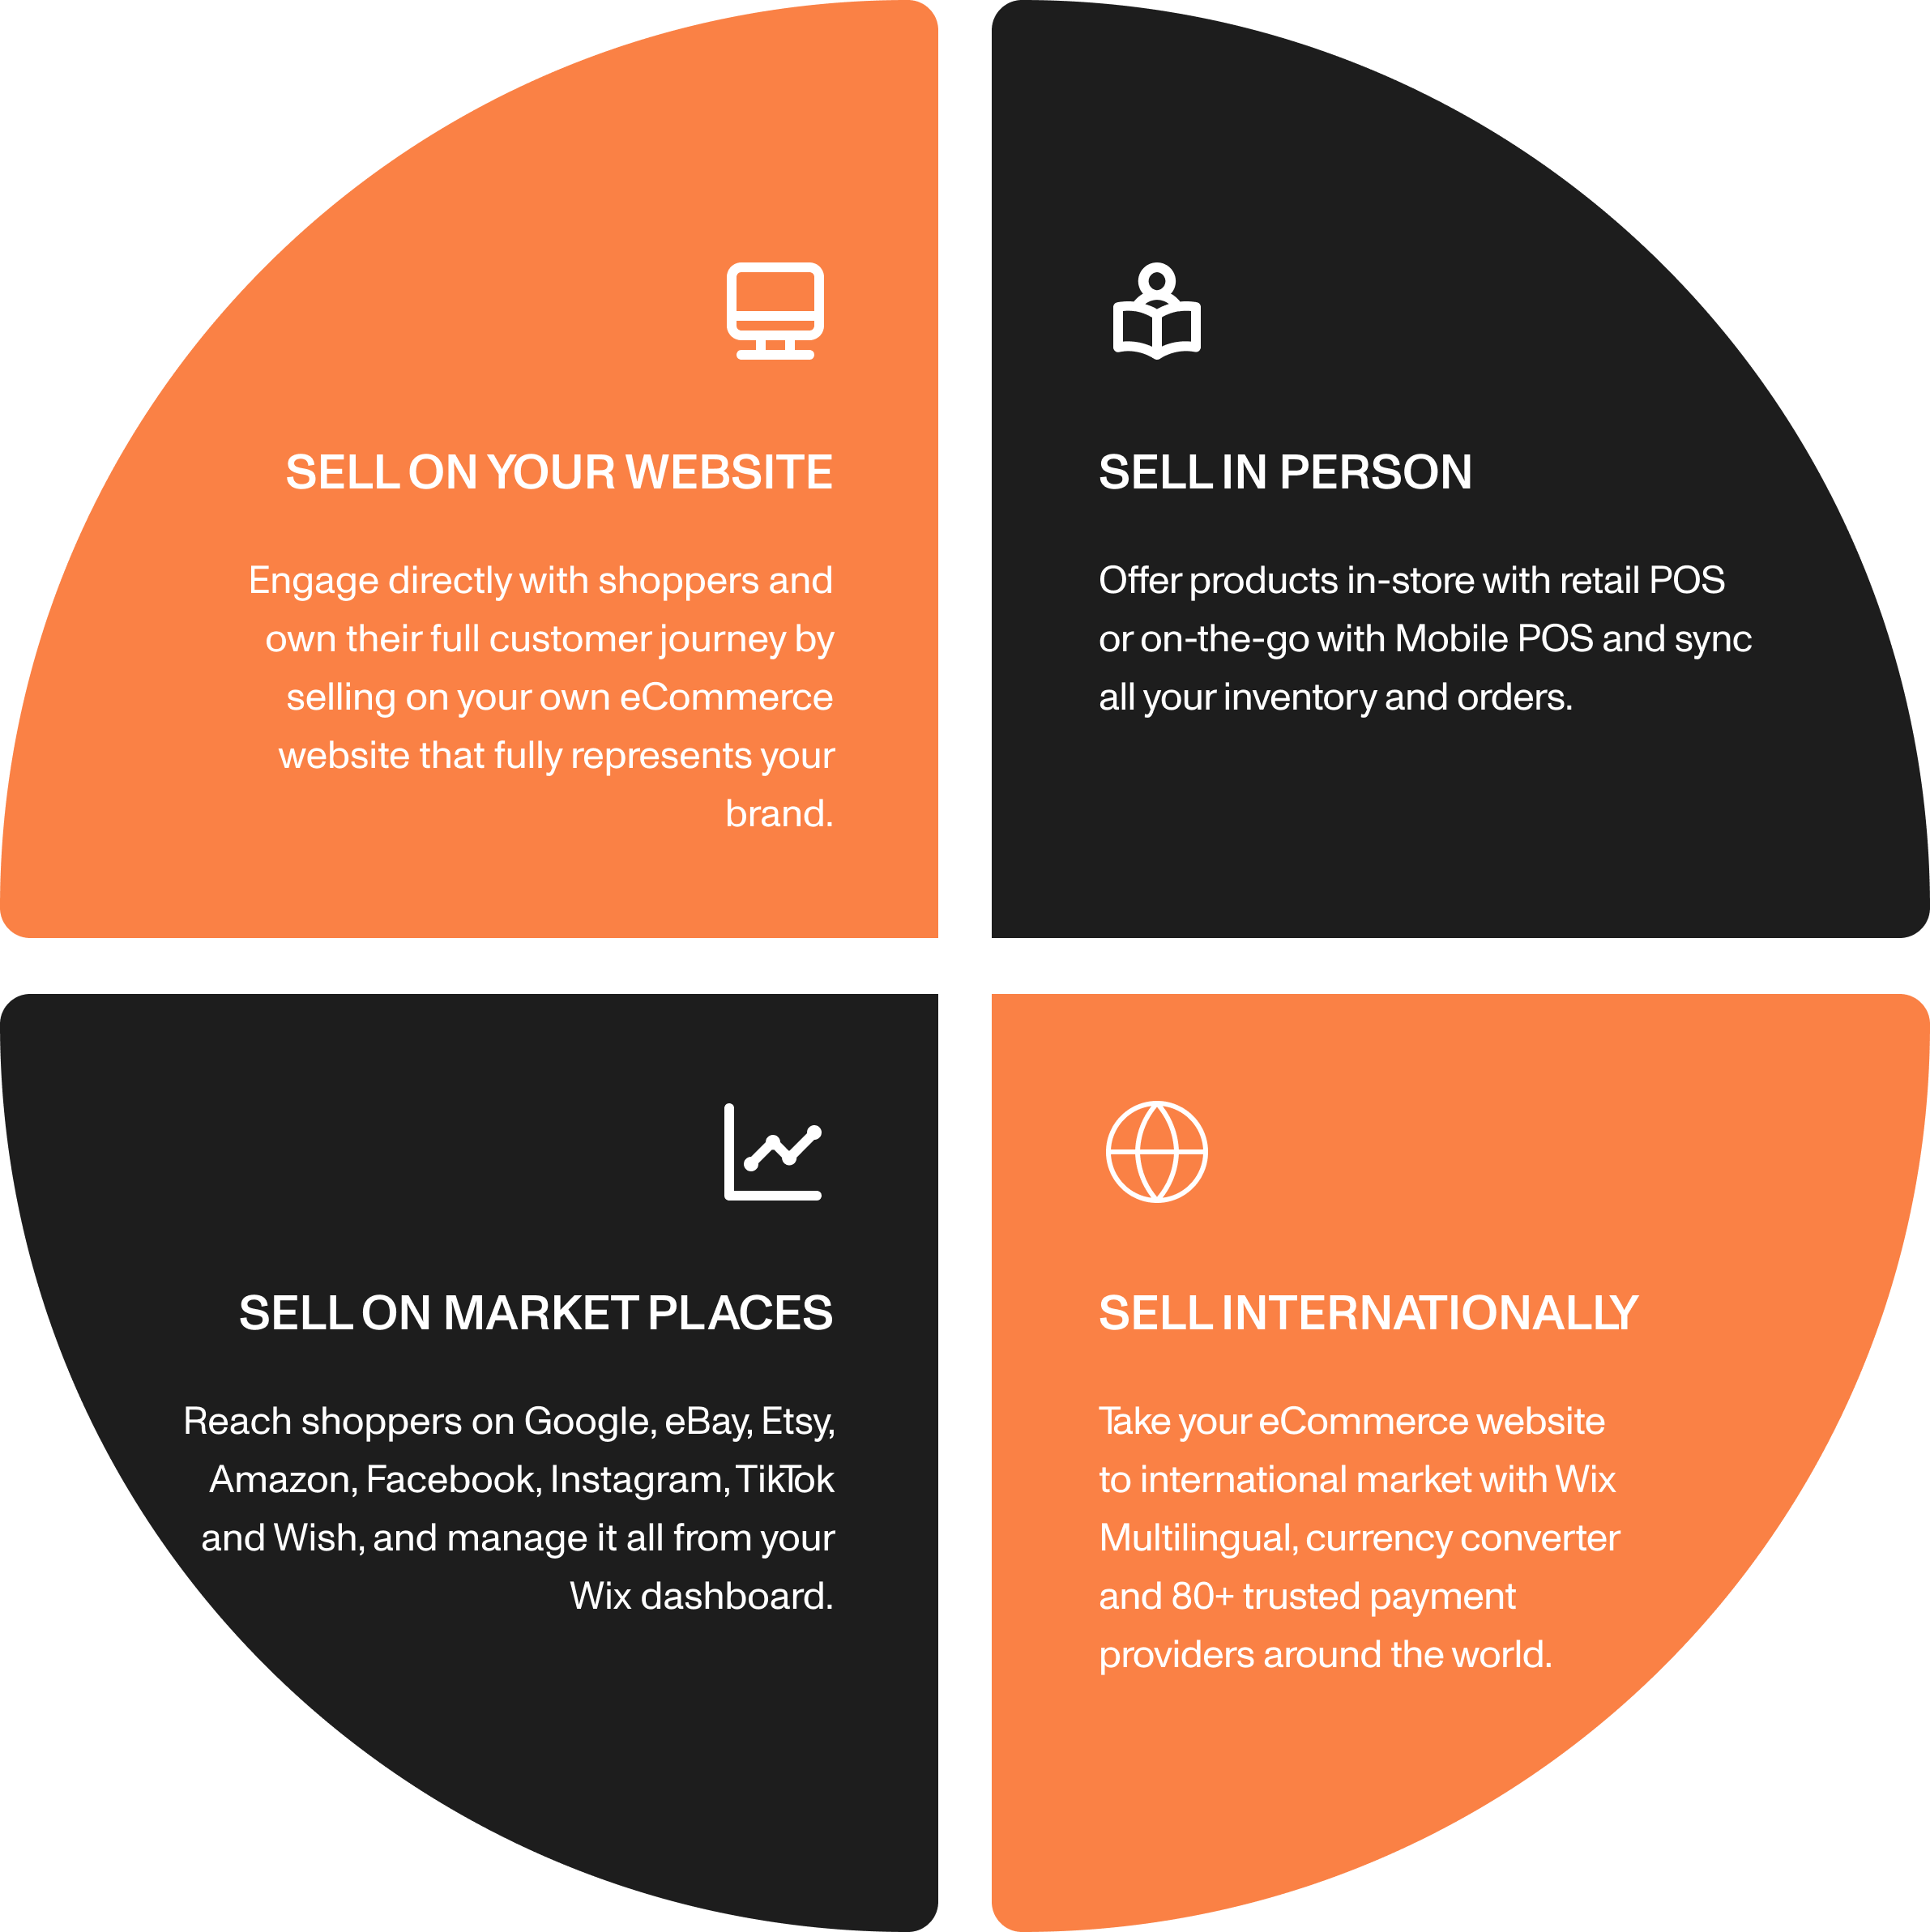 SELL ON YOUR WEBSITE
Engage directly with shoppers and
own their full customer journey by
selling on your own eCommerce
website that fully represents your
brand.
SELL IN PERSON
Offer products in-store with retail POS
or on-the-go with Mobile POS and sync
all your inventory and orders.
SELL ON MARKET PLACES
Reach shoppers on Google, eBay, Etsy,
Amazon, Facebook, Instagram, TikTok
and Wish, and manage it all from your
Wix dashboard.
SELL INTERNATIONALLY
Take your eCommerce website
to international market with Wix
Multilingual, currency converter
and 80+ trusted payment
providers around the world.